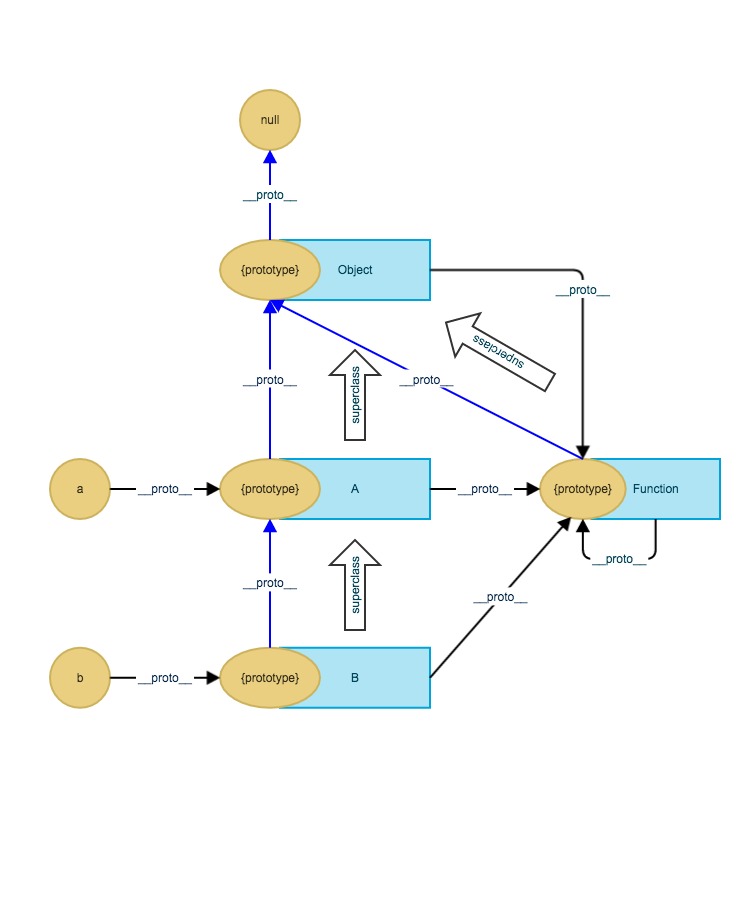 null
__proto__
{prototype} Object
__proto__
superclass
__proto__
__proto__
superclass
a
__proto__
{prototype} A
__proto__
{prototype} Function
__proto__
__proto__
superclass
__proto__
b
__proto__
{prototype} B